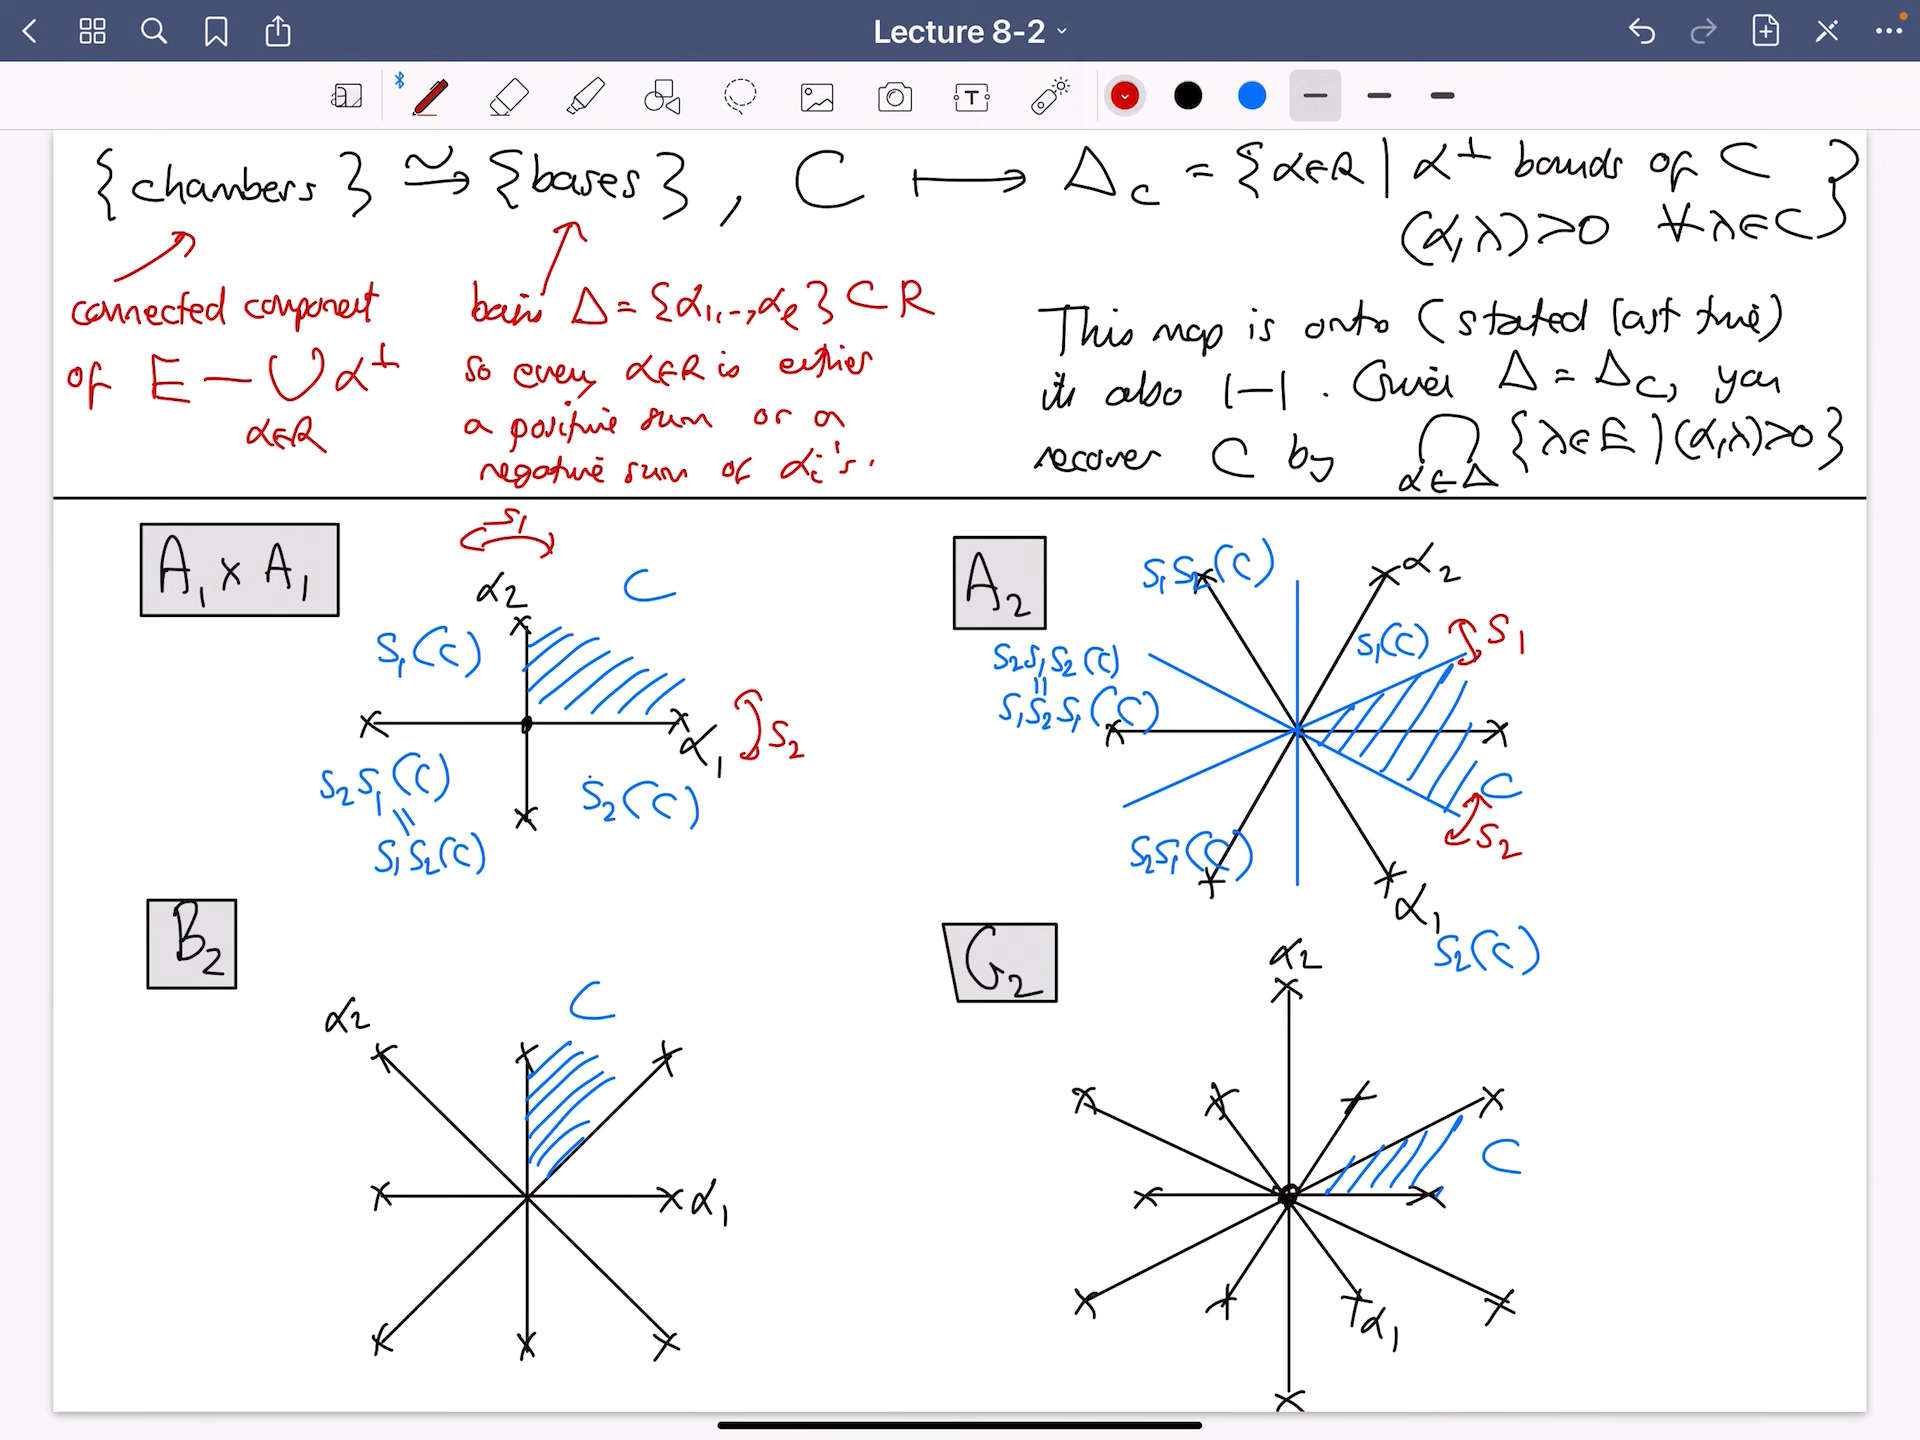 Lecture 8-2
{chambers} ⥲ {bases}, C ⟼ Δ_C = {α∈R | α^⊥ bounds of C
(α,λ)>0 ∀λ∈C}
connected component
of E − ∪ α^⊥
α∈R
basis Δ = {α_1,..,α_ℓ} ⊂ R
so every α∈R is either
a positive sum or a
negative sum of α_i's.
This map is onto (stated last time)
it's also 1-1. Given Δ = Δ_C, you
recover C by ∩ {λ∈E | (α,λ)>0}
α∈Δ
A_1 × A_1
S_1
α_2
C
S_1(C)
α_1
S_2
S_2S_1(C)
||
S_1S_2(C)
S_2(C)
A_2
S_1S_2(C)
α_2
S_1(C)
S_1
S_2S_1S_2(C)
||
S_1S_2S_1(C)
C
S_2
S_2S_1(C)
α_1
S_2(C)
B_2
α_2
C
α_1
G_2
α_2
C
α_1